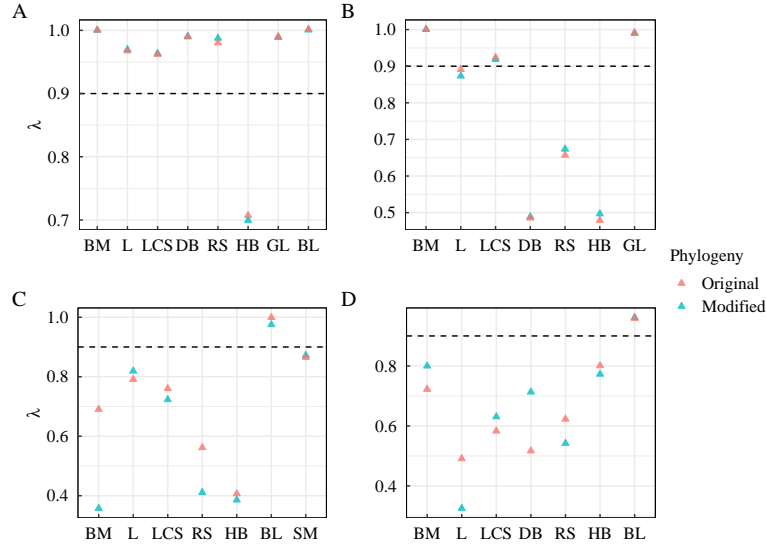 A
1.0
0.9
0.8
0.7
λ
BM L LCS DB RS HB GL BL
B
1.0
0.9
0.8
0.7
0.6
0.5
BM L LCS DB RS HB GL
Phylogeny
Original
Modified
C
1.0
0.8
0.6
0.4
λ
BM L LCS RS HB BL SM
D
0.8
0.6
0.4
BM L LCS DB RS HB BL